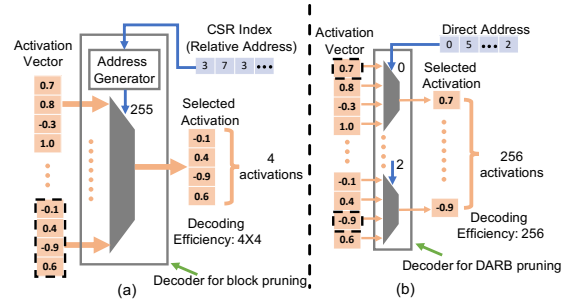 Activation
Vector
0.7
0.8
-0.3
1.0
-0.1
0.4
-0.9
0.6
Address
Generator
255
CSR Index
(Relative Address)
3 7 3
Selected
Activation
-0.1
0.4
-0.9
0.6
4
activations
Decoding
Efficiency: 4X4
Decoder for block pruning
(a)
Activation
Vector
0.7
0.8
-0.3
1.0
-0.1
0.4
-0.9
0.6
Direct Address
0 5 ••• 2
0
2
Selected
Activation
0.7
-0.9
256
activations
Decoding
Efficiency: 256
Decoder for DARB pruning
(b)